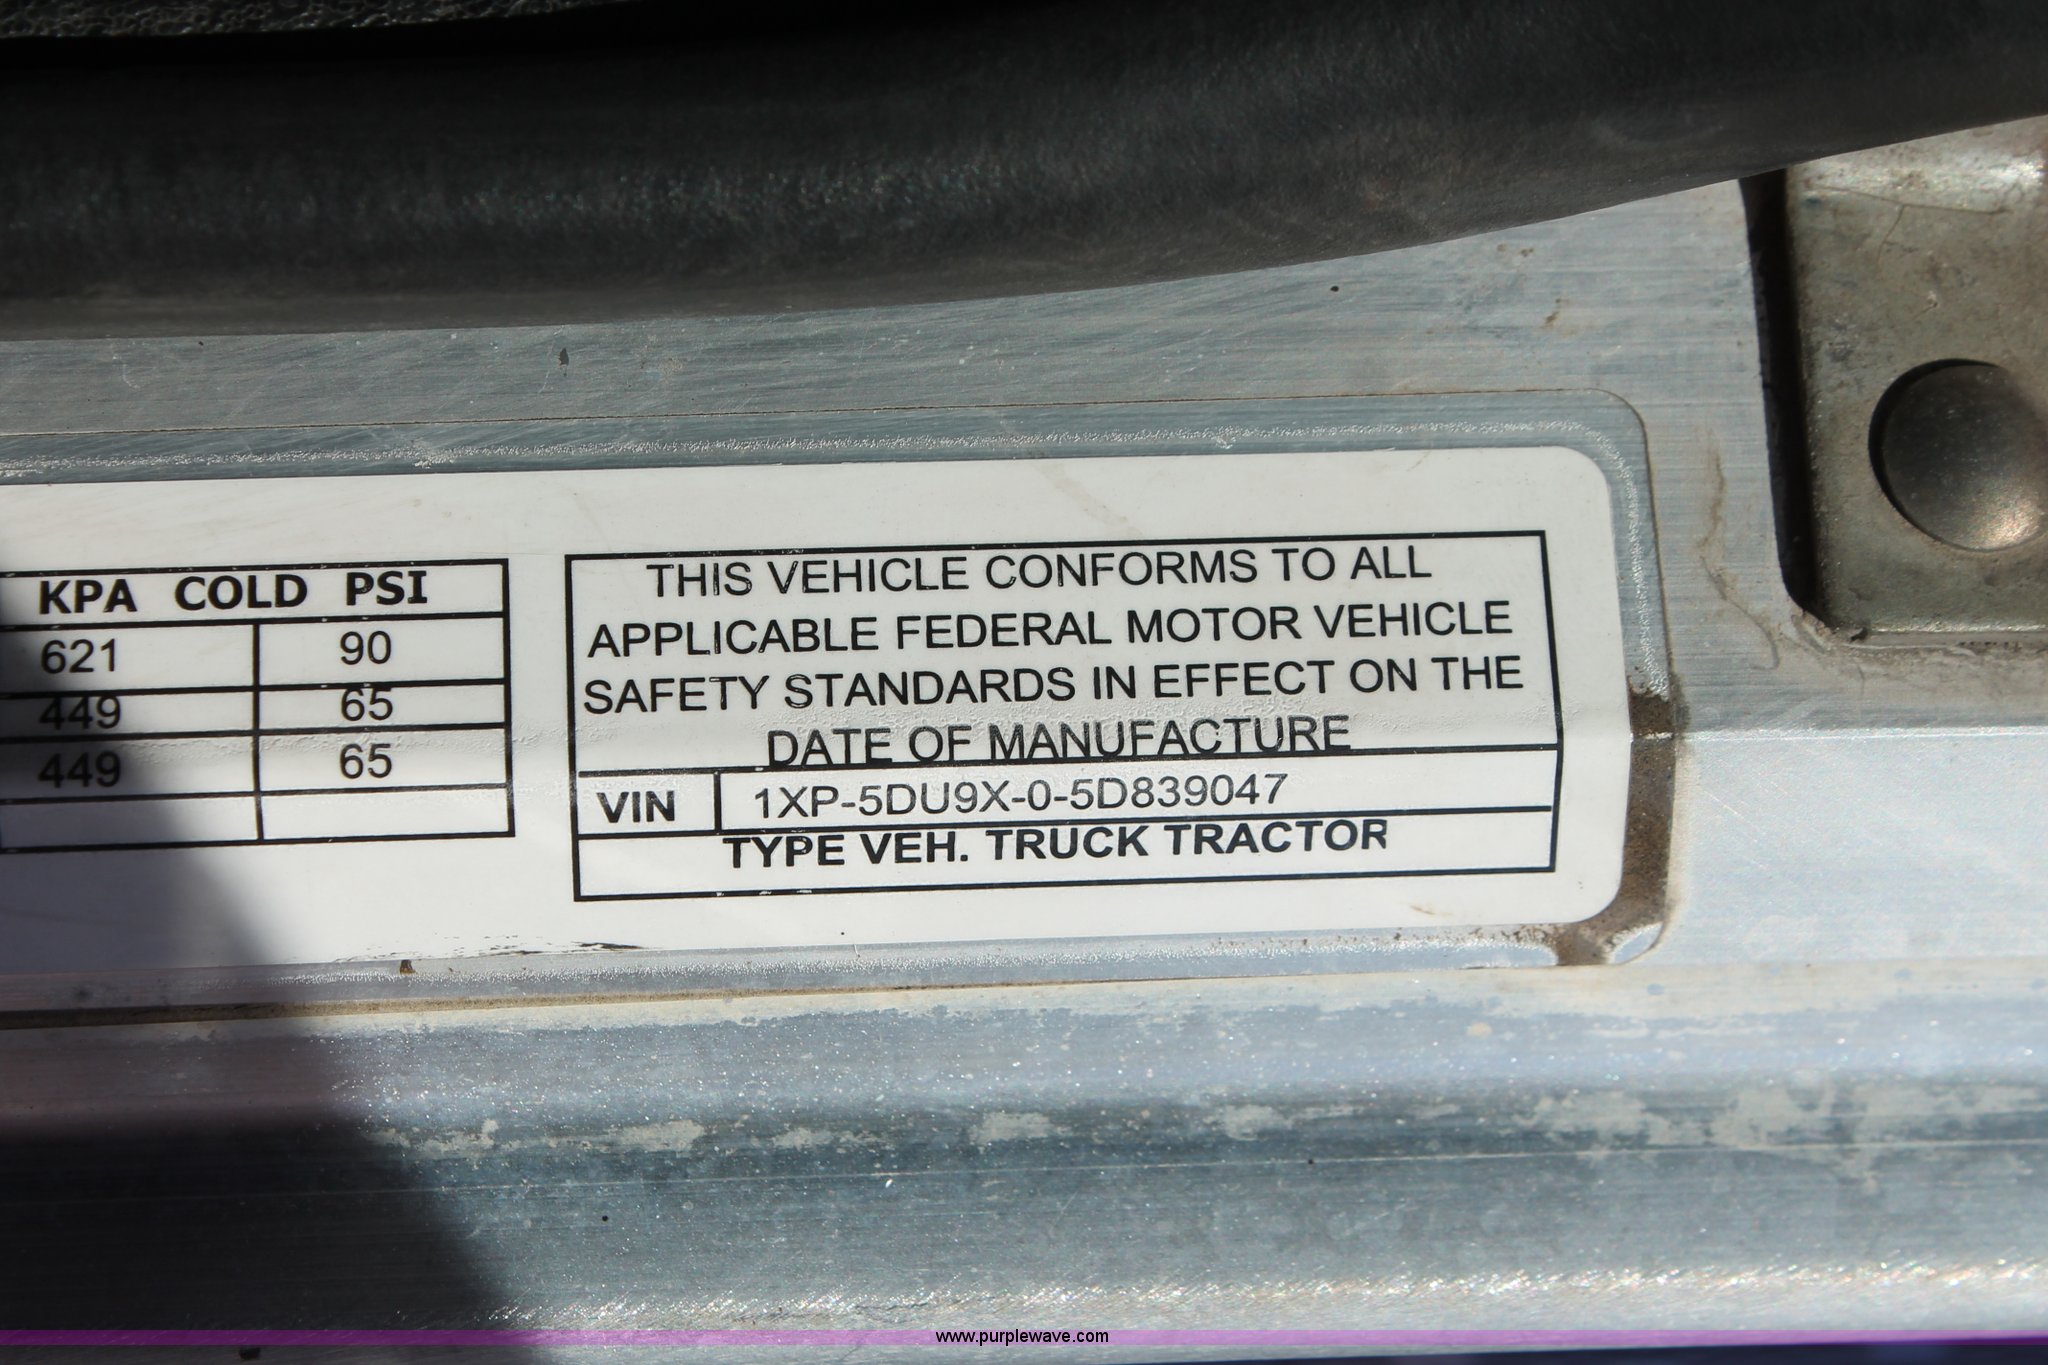 KPA COLD PSI
621 90
449 65
449 65
THIS VEHICLE CONFORMS TO ALL
APPLICABLE FEDERAL MOTOR VEHICLE
SAFETY STANDARDS IN EFFECT ON THE
DATE OF MANUFACTURE
VIN 1XP-5DU9X-0-5D839047
TYPE VEH. TRUCK TRACTOR
www.purplewave.com